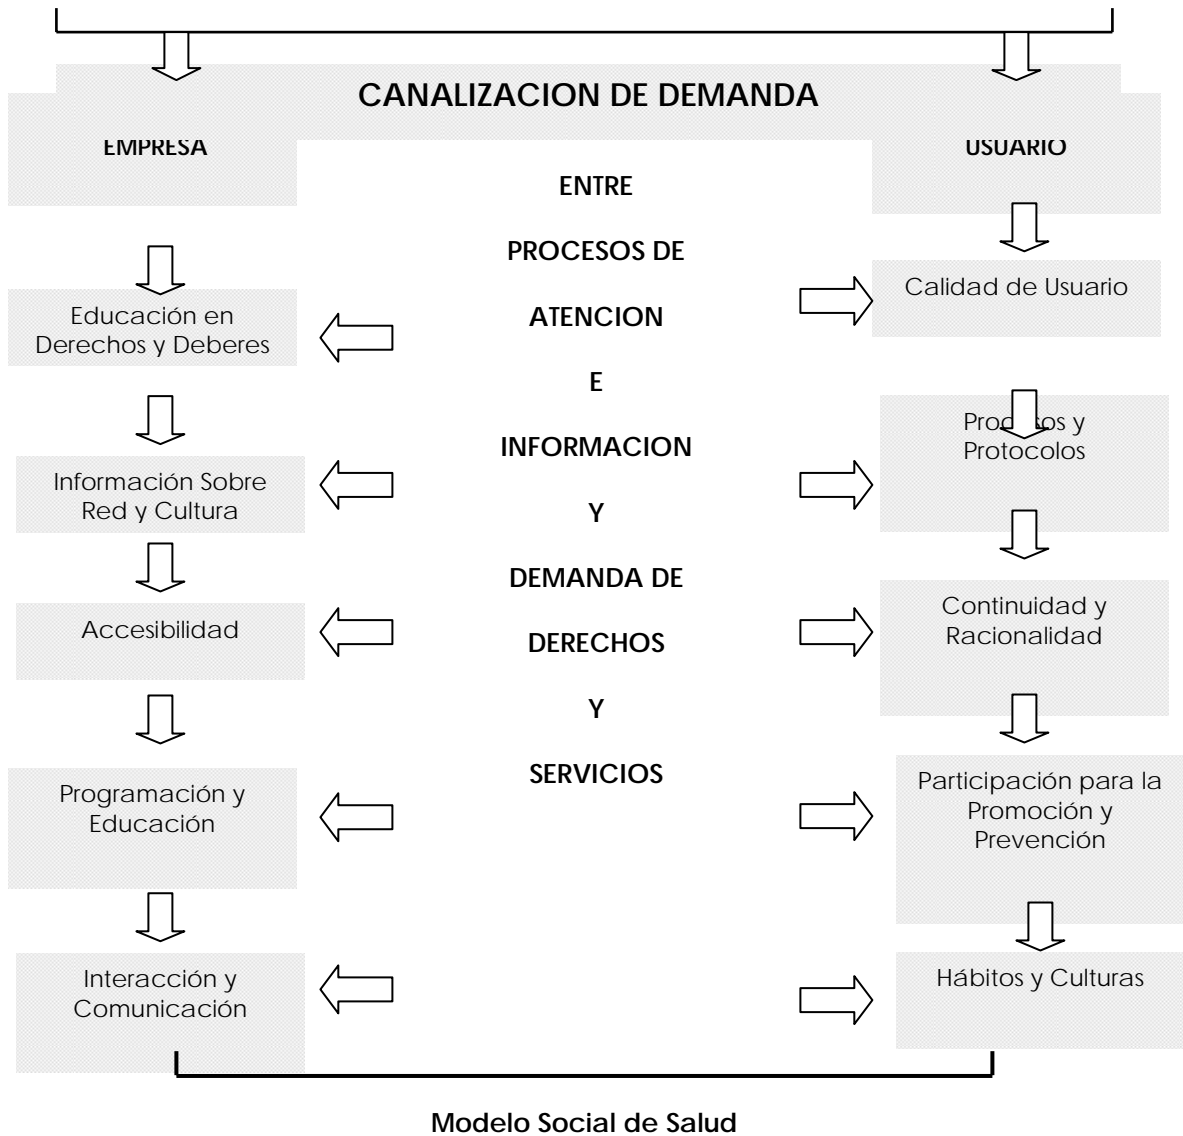 CANALIZACION DE DEMANDA
EMPRESA
USUARIO
ENTRE
PROCESOS DE
ATENCION
E
INFORMACION
Y
DEMANDA DE
DERECHOS
Y
SERVICIOS
Educación en
Derechos y Deberes
Información Sobre
Red y Cultura
Accesibilidad
Programación y
Educación
Interacción y
Comunicación
Calidad de Usuario
Procesos y
Protocolos
Continuidad y
Racionalidad
Participación para la
Promoción y
Prevención
Hábitos y Culturas
Modelo Social de Salud